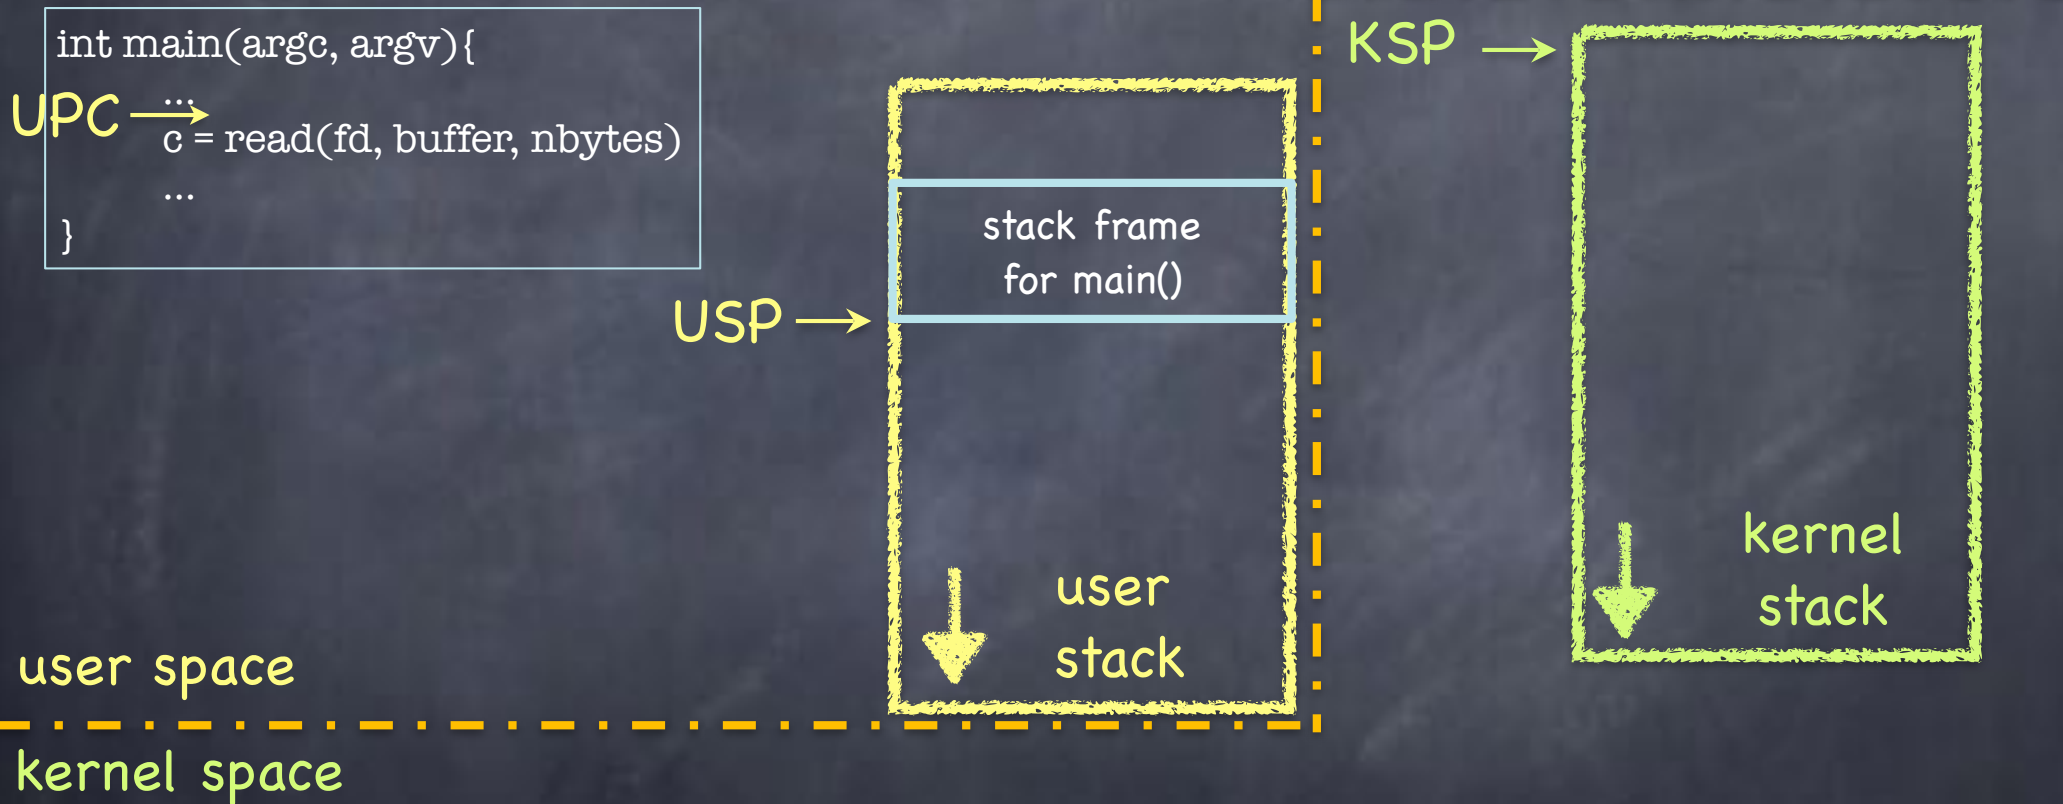 int main(argc, argv){
...
UPC
c = read(fd, buffer, nbytes)
...
}
USP
stack frame
for main()
user
stack
KSP
kernel
stack
user space
kernel space